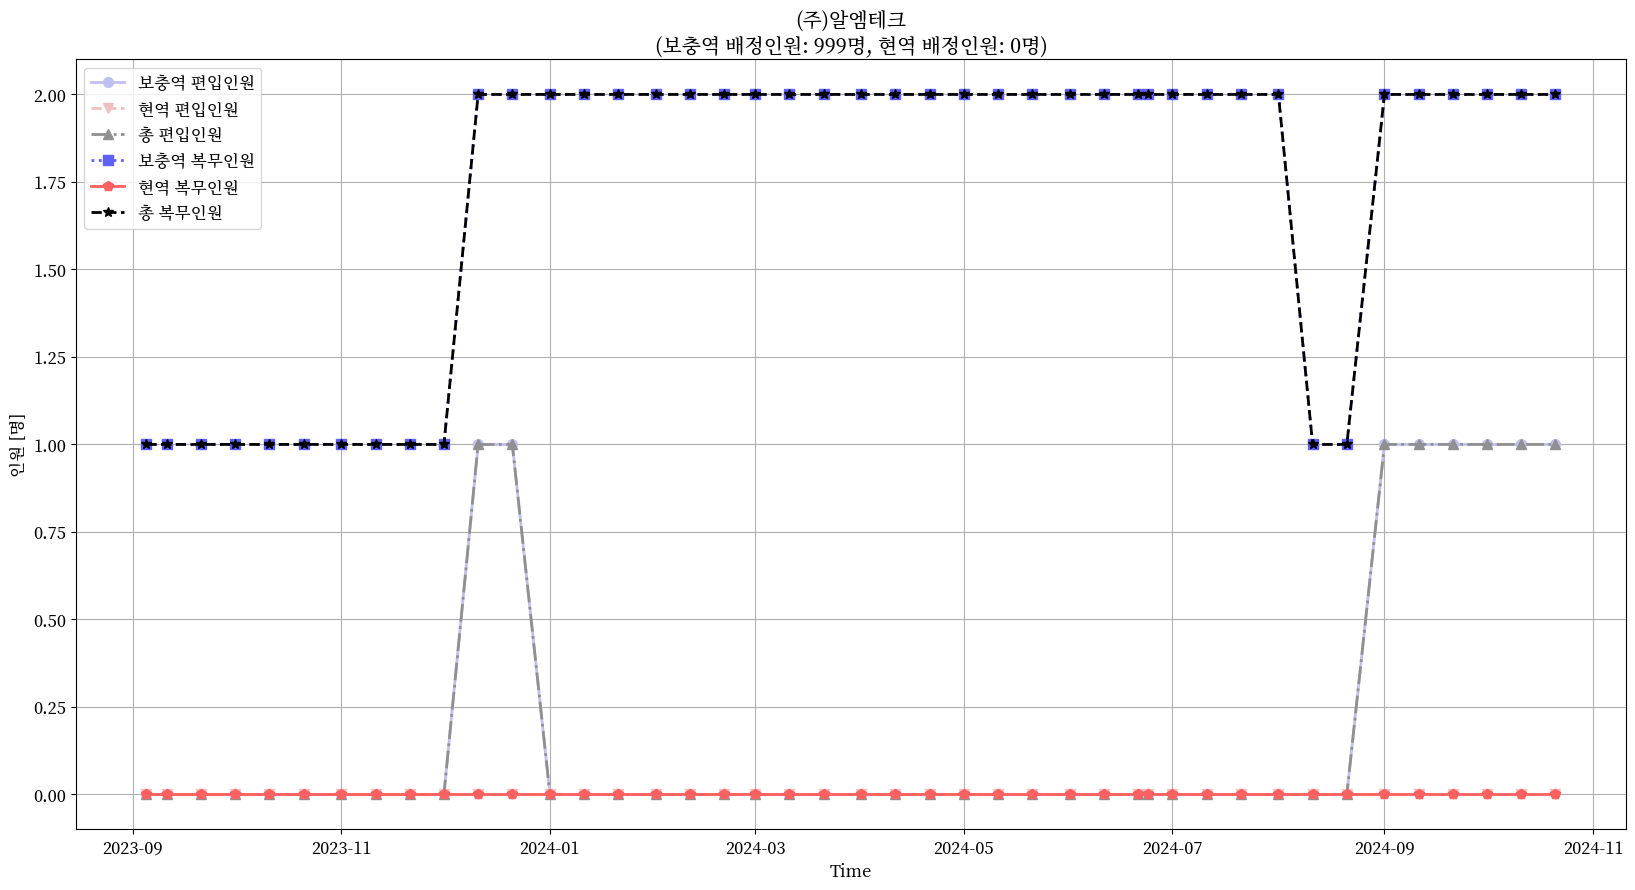 (주)알엠테크
(보충역 배정인원: 999명, 현역 배정인원: 0명)
보충역 편입인원
현역 편입인원
총 편입인원
보충역 복무인원
현역 복무인원
총 복무인원
2.00
1.75
1.50
1.25
1.00
0.75
0.50
0.25
0.00
인원 [명]
2023-09
2023-11
2024-01
2024-03
2024-05
2024-07
2024-09
2024-11
Time